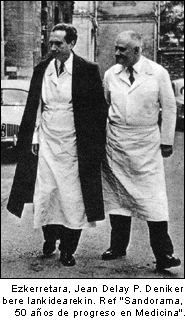 Ezkerretara, Jean Delay P. Deniker
bere lankidearekin. Ref "Sandorama,
50 años de progreso en Medicina".